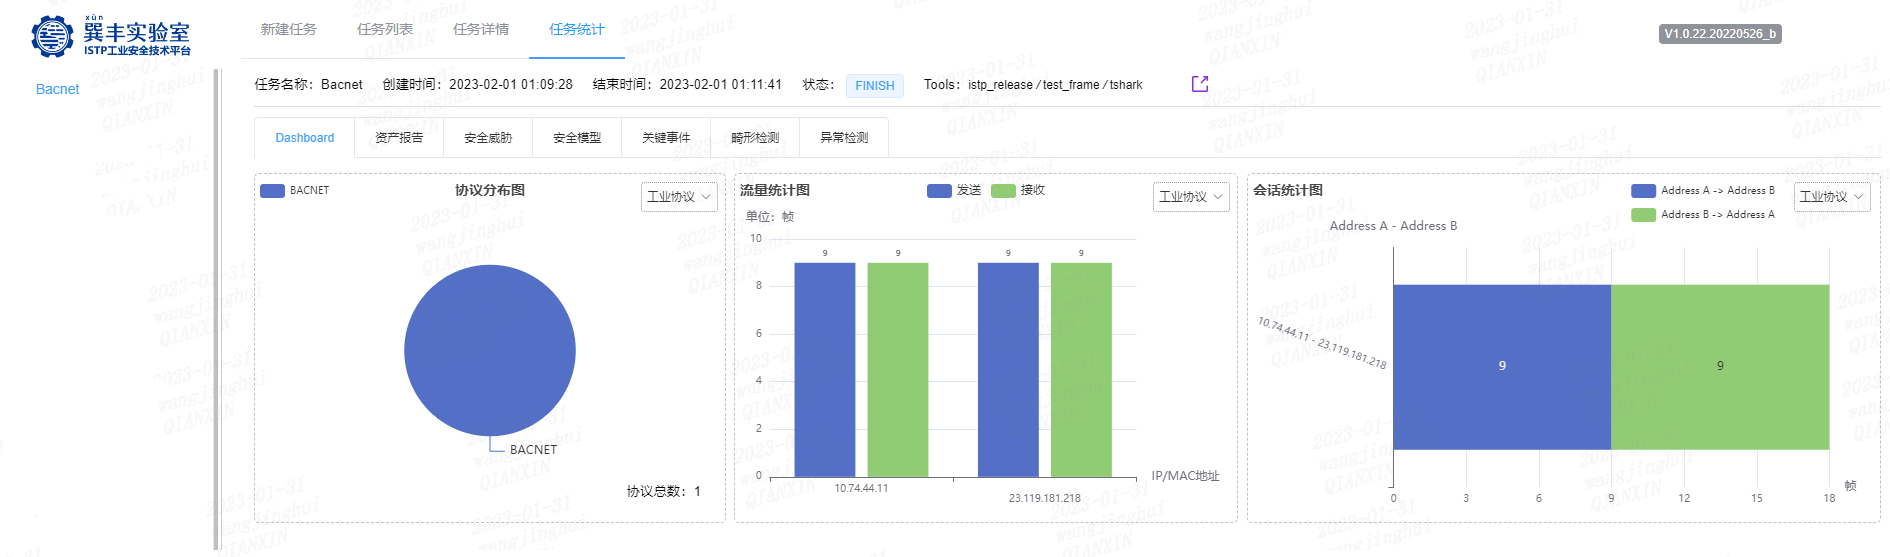 xùn
巽丰实验室
ISTP工业安全技术平台
新建任务 任务列表 任务详情 任务统计
V1.0.22.20220526_b
Bacnet
任务名称：Bacnet 创建时间：2023-02-01 01:09:28 结束时间：2023-02-01 01:11:41 状态： FINISH Tools：istp_release / test_frame / tshark
Dashboard 资产报告 安全威胁 安全模型 关键事件 畸形检测 异常检测
BACNET
协议分布图
工业协议
BACNET
协议总数：1
流量统计图
发送 接收
工业协议
单位：帧
10
8
6
4
2
0
9 9 9 9
10.74.44.11
23.119.181.218
IP/MAC地址
会话统计图
Address A -> Address B
Address B -> Address A
工业协议
Address A - Address B
10.74.44.11 - 23.119.181.218
9 9
帧
0 3 6 9 12 15 18
2023-01-31
wangjinghui
QIANXIN